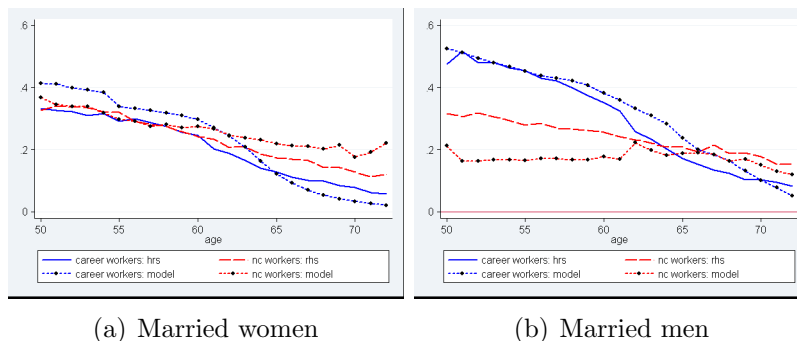 .6
.4
.2
0
50 55 60 65 70
age
career workers: hrs nc workers: rhs
career workers: model nc workers: model
(a) Married women
.6
.4
.2
0
50 55 60 65 70
age
career workers: hrs nc workers: rhs
career workers: model nc workers: model
(b) Married men